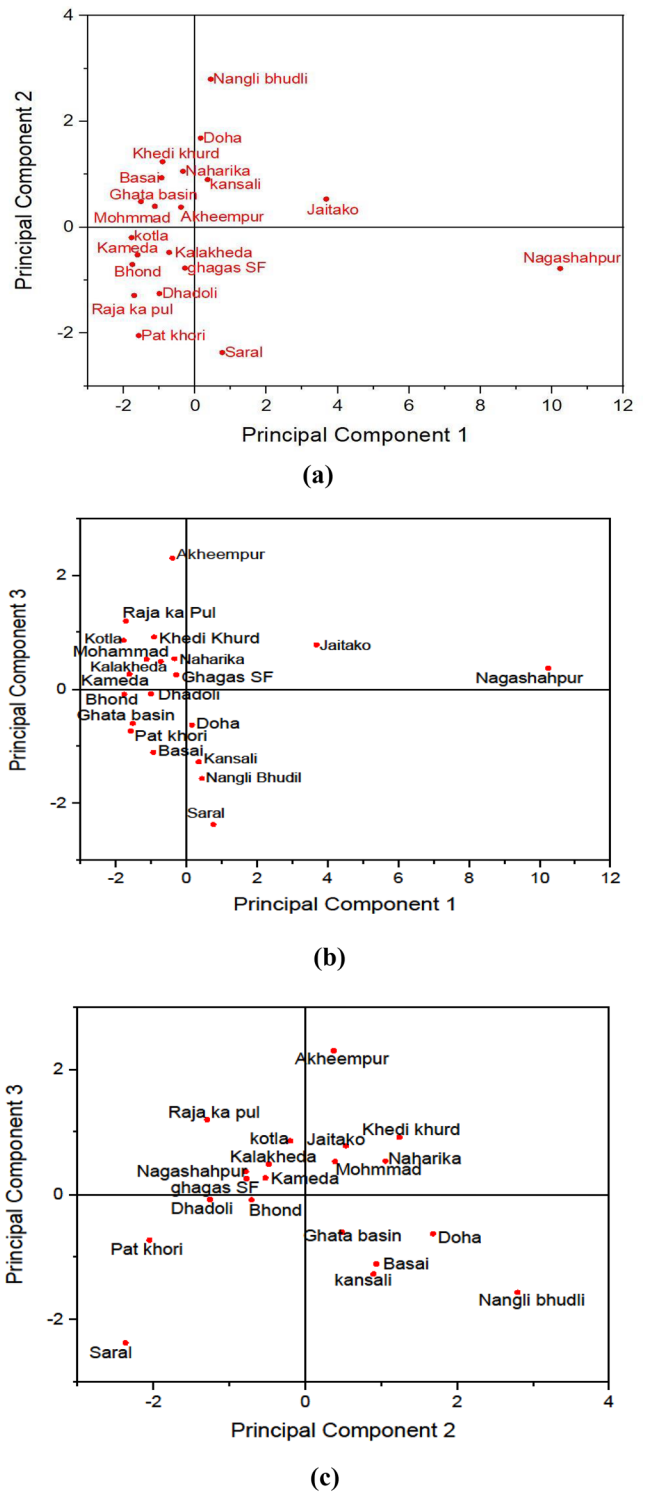 4
Nangli bhudli
2
Doha
Khedi khurd
Naharika
Basai
kansali
Ghata basin
Jaitako
Mohmmad
Akheempur
0
kotla
Kameda
Kalakheda
Nagashahpur
Bhond
ghagas SF
Dhadoli
Raja ka pul
-2
Pat khori
Saral
Principal Component 2
-2 0 2 4 6 8 10 12
Principal Component 1
(a)
Akheempur
2
Raja ka Pul
Kotla
Khedi Khurd
Mohammad
Jaitako
Naharika
Kalakheda
Kameda
Ghagas SF
Nagashahpur
0
Bhond
Dhadoli
Ghata basin
Doha
Pat khori
Basai
Kansali
Nangli Bhudil
-2
Saral
Principal Component 3
-2 0 2 4 6 8 10 12
Principal Component 1
(b)
Akheempur
2
Raja ka pul
Khedi khurd
kotla
Jaitako
Kalakheda
Naharika
Nagashahpur
Mohmmad
Kameda
ghagas SF
0
Dhadoli
Bhond
Ghata basin
Doha
Pat khori
Basai
kansali
Nangli bhudli
-2
Saral
Principal Component 3
-2 0 2 4
Principal Component 2
(c)